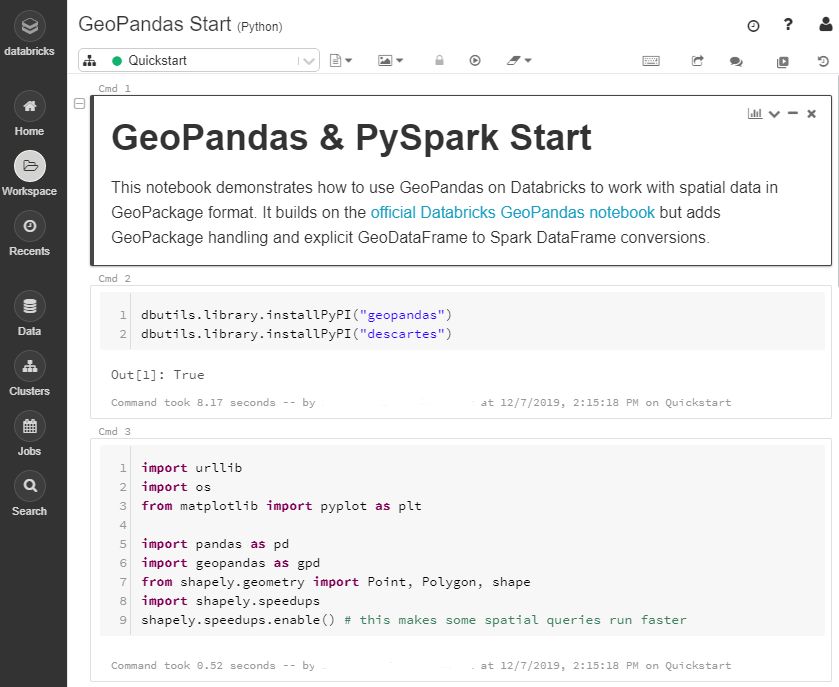 databricks
GeoPandas Start (Python)
?
Quickstart
Home
Workspace
Recents
Data
Clusters
Jobs
Search
Cmd 1
GeoPandas & PySpark Start
This notebook demonstrates how to use GeoPandas on Databricks to work with spatial data in
GeoPackage format. It builds on the official Databricks GeoPandas notebook but adds
GeoPackage handling and explicit GeoDataFrame to Spark DataFrame conversions.
Cmd 2
1 dbutils.library.installPyPI("geopandas")
2 dbutils.library.installPyPI("descartes")
Out[1]: True
Command took 8.17 seconds -- by at 12/7/2019, 2:15:18 PM on Quickstart
Cmd 3
1 import urllib
2 import os
3 from matplotlib import pyplot as plt
4
5 import pandas as pd
6 import geopandas as gpd
7 from shapely.geometry import Point, Polygon, shape
8 import shapely.speedups
9 shapely.speedups.enable() # this makes some spatial queries run faster
Command took 0.52 seconds -- by at 12/7/2019, 2:15:18 PM on Quickstart